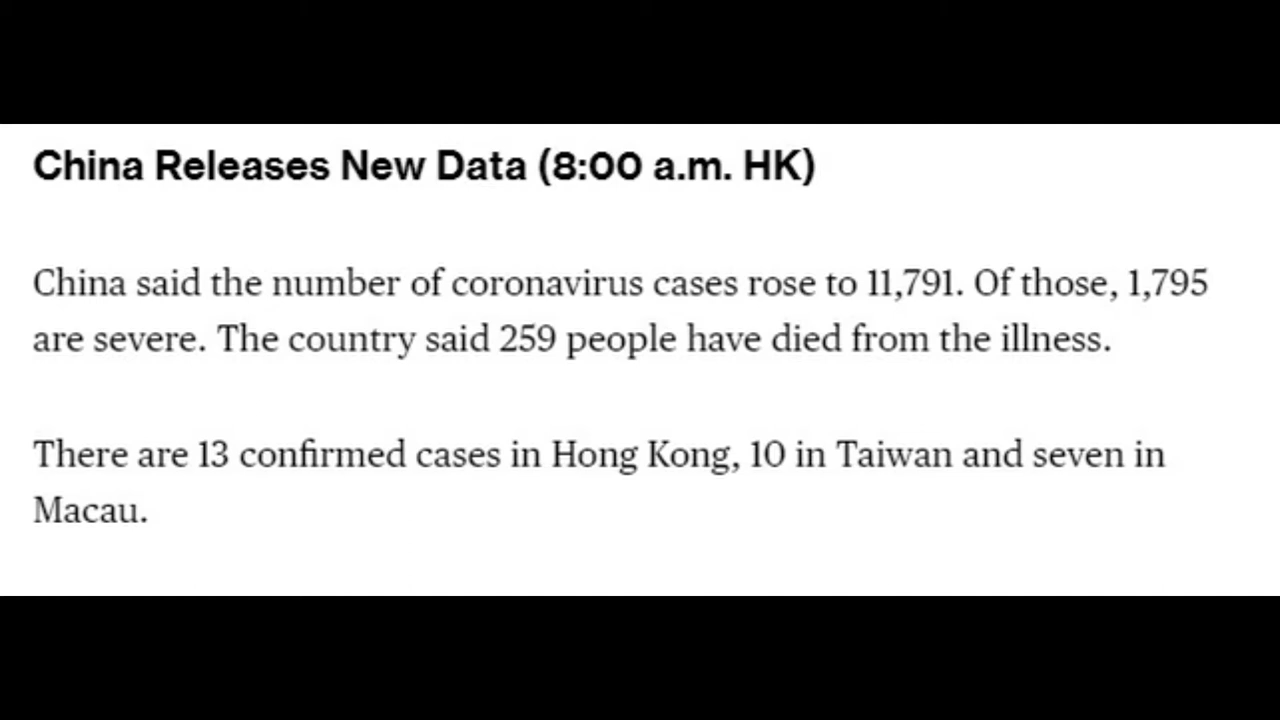 China Releases New Data (8:00 a.m. HK)
China said the number of coronavirus cases rose to 11,791. Of those, 1,795
are severe. The country said 259 people have died from the illness.
There are 13 confirmed cases in Hong Kong, 10 in Taiwan and seven in
Macau.